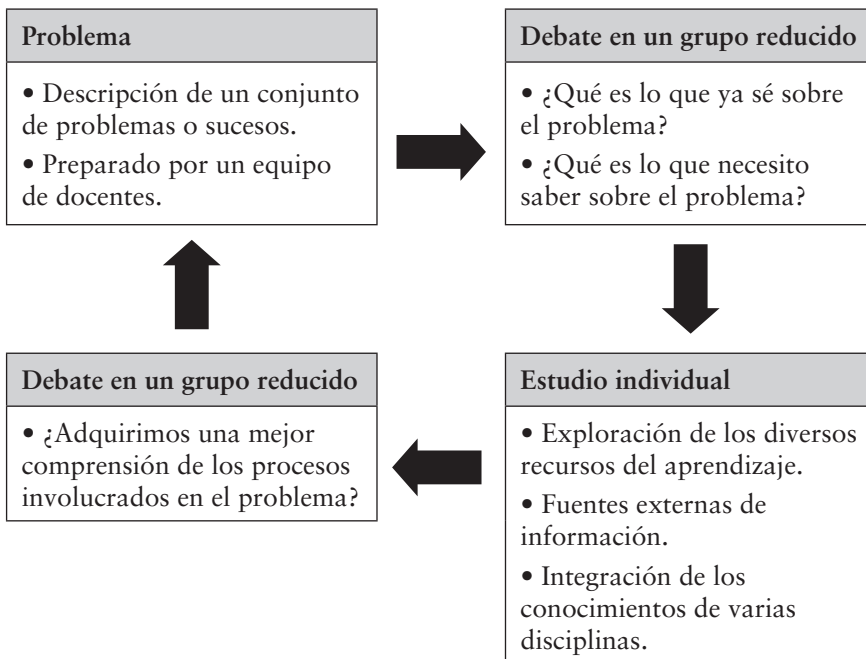 Problema
• Descripción de un conjunto
de problemas o sucesos.
• Preparado por un equipo
de docentes.
Debate en un grupo reducido
• ¿Qué es lo que ya sé sobre
el problema?
• ¿Qué es lo que necesito
saber sobre el problema?
Estudio individual
• Exploración de los diversos
recursos del aprendizaje.
• Fuentes externas de
información.
• Integración de los
conocimientos de varias
disciplinas.
Debate en un grupo reducido
• ¿Adquirimos una mejor
comprensión de los procesos
involucrados en el problema?